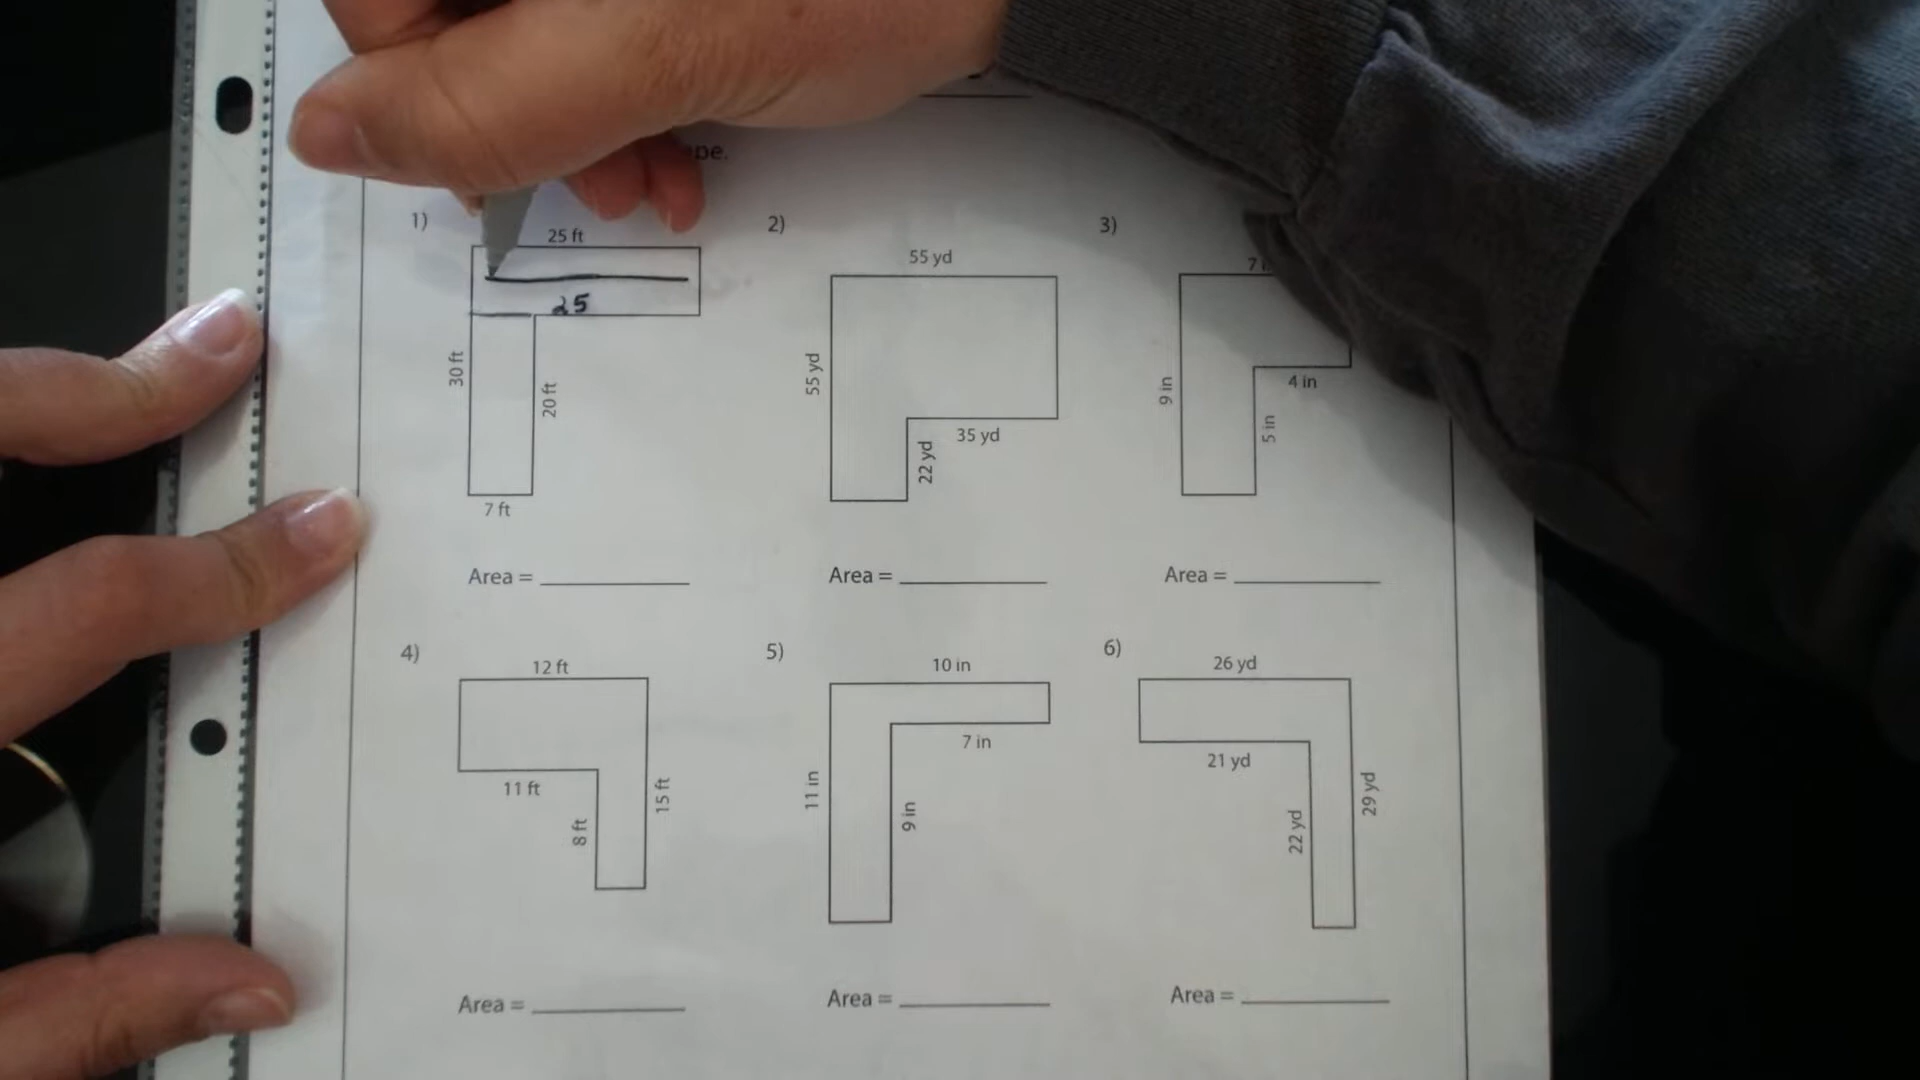 1)
25 ft
25
30 ft
20 ft
7 ft
Area =
2)
55 yd
55 yd
35 yd
22 yd
Area =
3)
7
9 in
4 in
5 in
Area =
4)
12 ft
11 ft
8 ft
15 ft
Area =
5)
10 in
7 in
11 in
9 in
Area =
6)
26 yd
21 yd
22 yd
29 yd
Area =